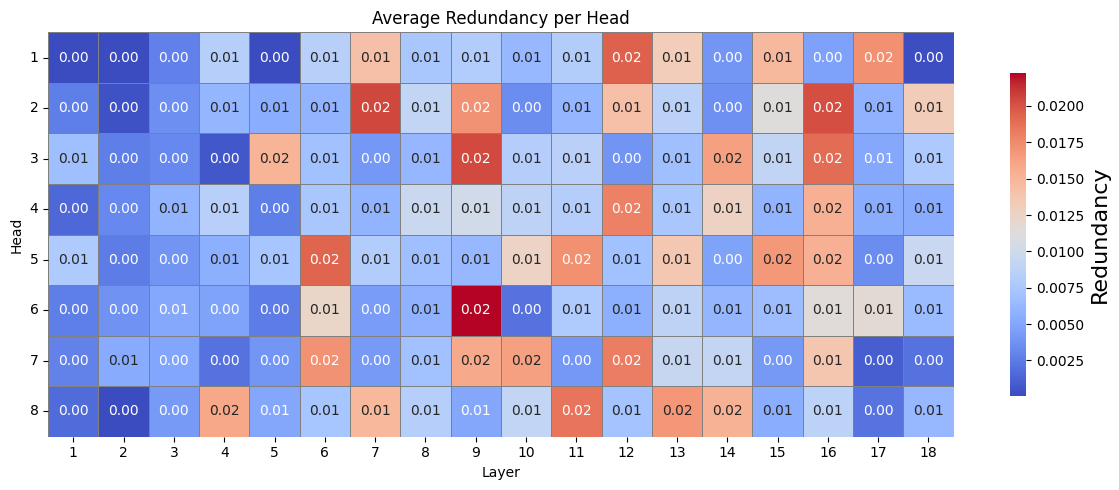 Average Redundancy per Head
1 0.00 0.00 0.00 0.01 0.00 0.01 0.01 0.01 0.01 0.01 0.01 0.02 0.01 0.00 0.01 0.00 0.02 0.00
2 0.00 0.00 0.00 0.01 0.01 0.01 0.02 0.01 0.02 0.00 0.01 0.01 0.01 0.00 0.01 0.02 0.01 0.01
3 0.01 0.00 0.00 0.00 0.02 0.01 0.00 0.01 0.02 0.01 0.01 0.00 0.01 0.02 0.01 0.02 0.01 0.01
4 0.00 0.00 0.01 0.01 0.00 0.01 0.01 0.01 0.01 0.01 0.01 0.02 0.01 0.01 0.01 0.02 0.01 0.01
5 0.01 0.00 0.00 0.01 0.01 0.02 0.01 0.01 0.01 0.01 0.02 0.01 0.01 0.00 0.02 0.02 0.00 0.01
6 0.00 0.00 0.01 0.00 0.00 0.01 0.00 0.01 0.02 0.00 0.01 0.01 0.01 0.01 0.01 0.01 0.01 0.01
7 0.00 0.01 0.00 0.00 0.00 0.02 0.00 0.01 0.02 0.02 0.00 0.02 0.01 0.01 0.00 0.01 0.00 0.00
8 0.00 0.00 0.00 0.02 0.01 0.01 0.01 0.01 0.01 0.01 0.02 0.01 0.02 0.02 0.01 0.01 0.00 0.01
1 2 3 4 5 6 7 8 9 10 11 12 13 14 15 16 17 18
Layer
Head
0.0200
0.0175
0.0150
0.0125
0.0100
0.0075
0.0050
0.0025
Redundancy